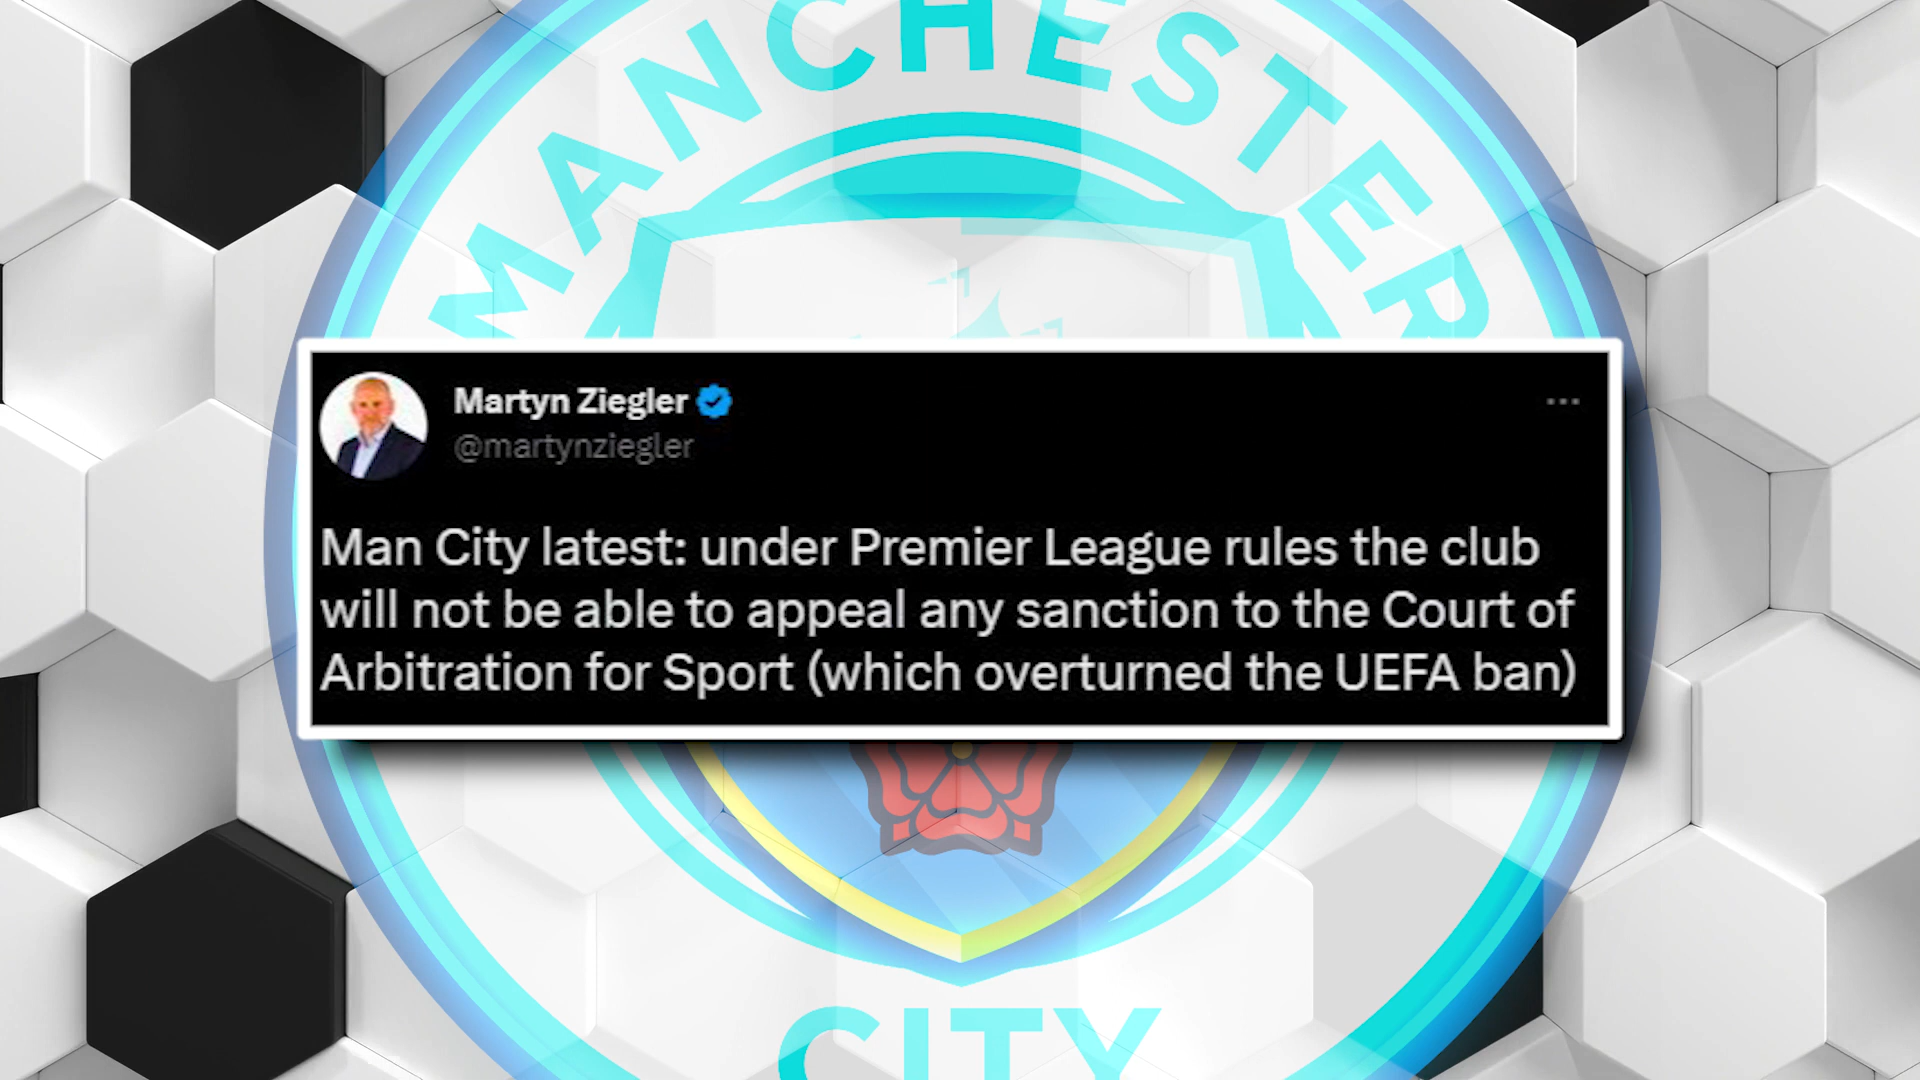 MANCHESTER
Martyn Ziegler
@martynziegler
Man City latest: under Premier League rules the club
will not be able to appeal any sanction to the Court of
Arbitration for Sport (which overturned the UEFA ban)
CITY